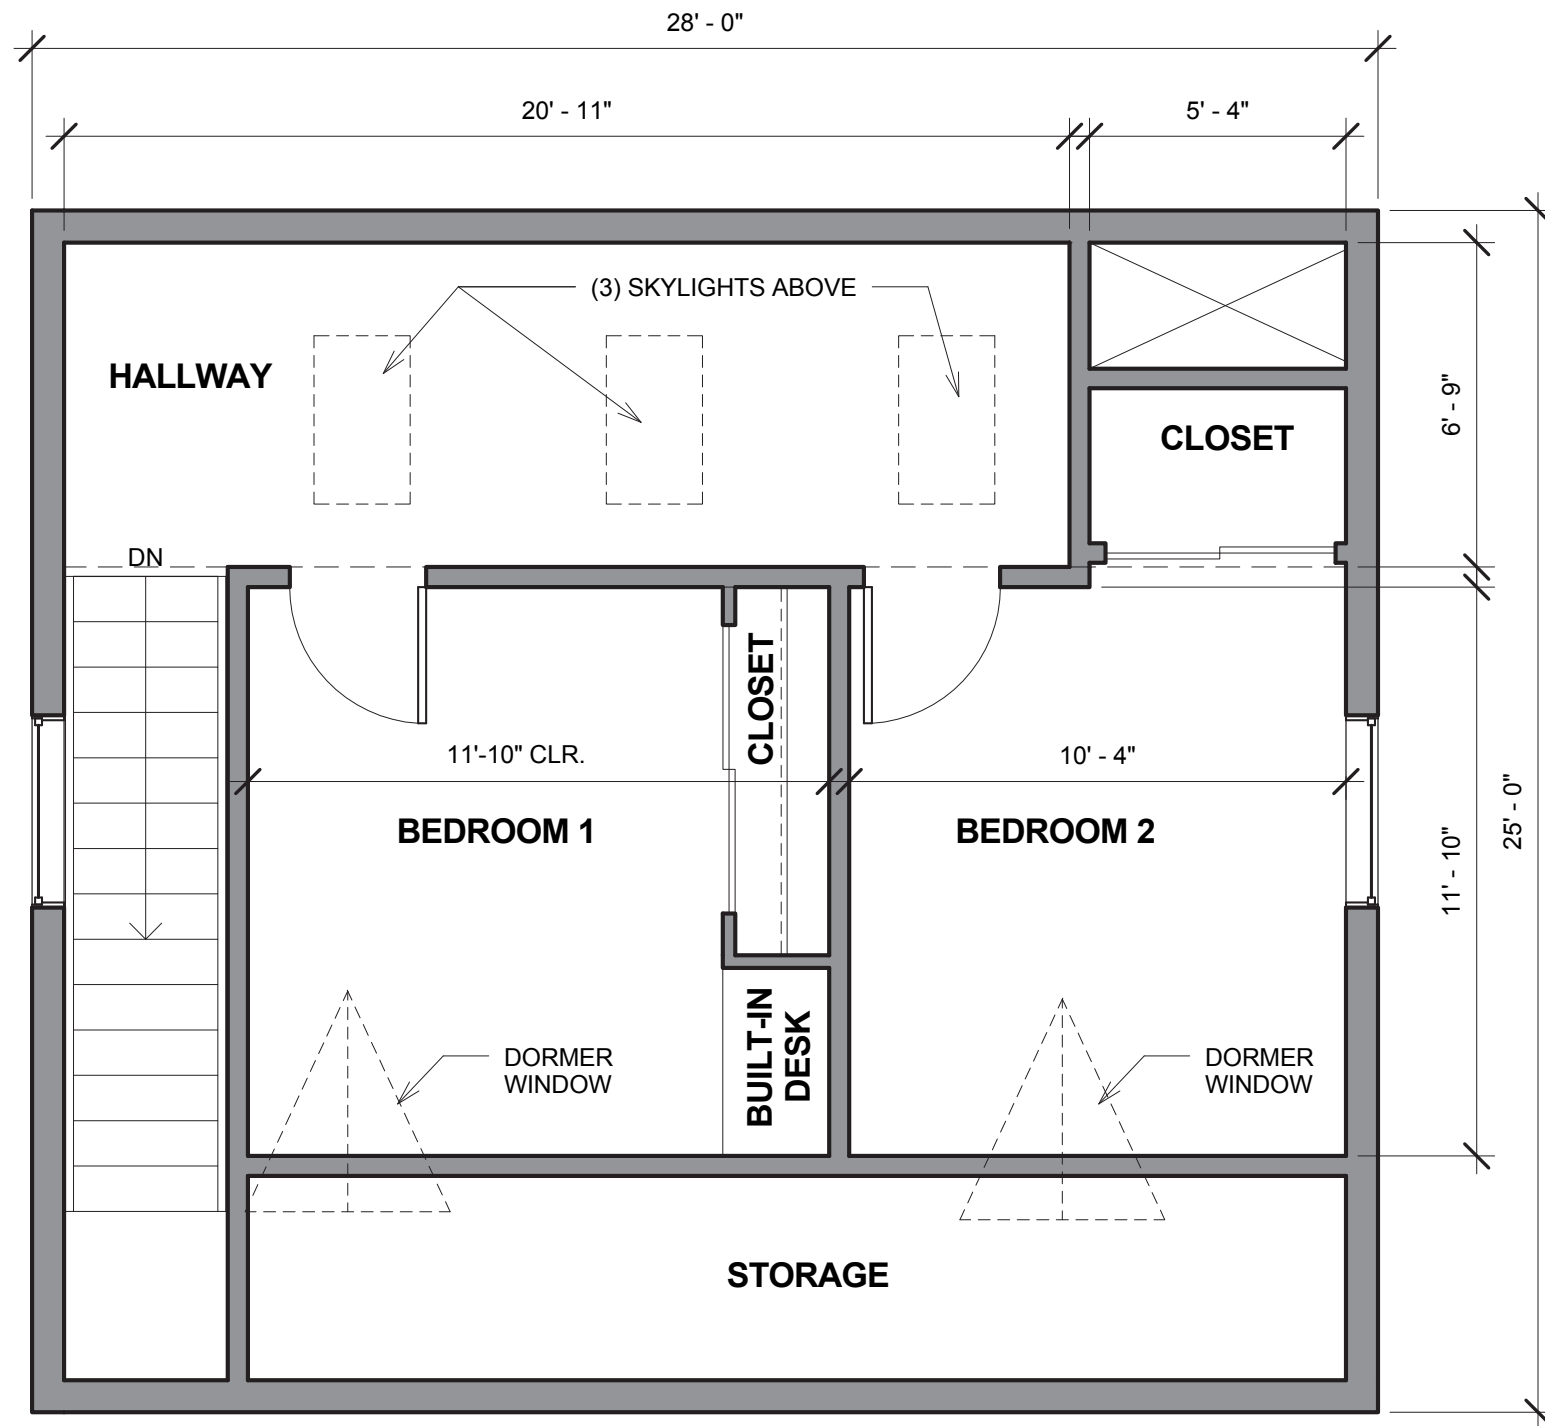 28' - 0"
20' - 11"
5' - 4"
(3) SKYLIGHTS ABOVE
HALLWAY
6' - 9"
CLOSET
DN
CLOSET
11'-10" CLR.
10' - 4"
25' - 0"
BEDROOM 1
BEDROOM 2
11' - 10"
BUILT-IN
DESK
DORMER
WINDOW
DORMER
WINDOW
STORAGE